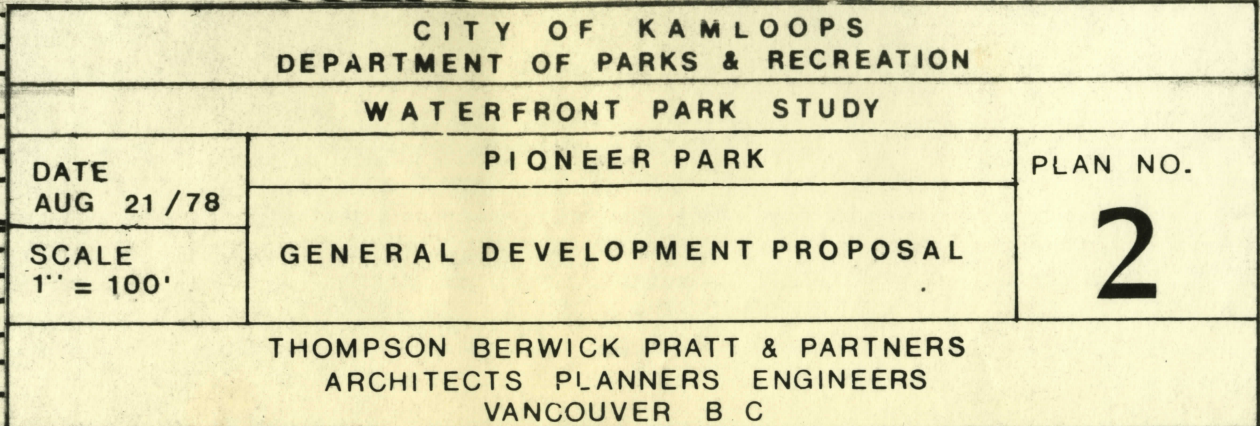 CITY OF KAMLOOPS
DEPARTMENT OF PARKS & RECREATION
WATERFRONT PARK STUDY
DATE
AUG 21/78
SCALE
1" = 100'
PIONEER PARK
GENERAL DEVELOPMENT PROPOSAL
PLAN NO.
2
THOMPSON BERWICK PRATT & PARTNERS
ARCHITECTS PLANNERS ENGINEERS
VANCOUVER B C